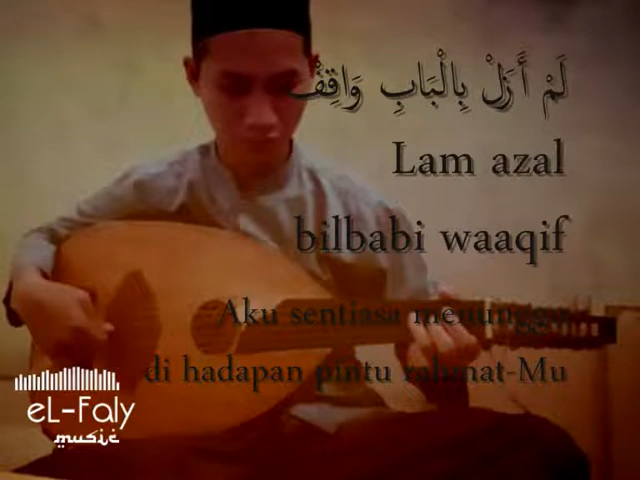 لَمْ أَزَلْ بِالْبَابِ وَاقِفْ
Lam azal
bilbabi waaqif
Aku sentiasa menunggu
di hadapan pintu rahmat-Mu
eL-Faly
music